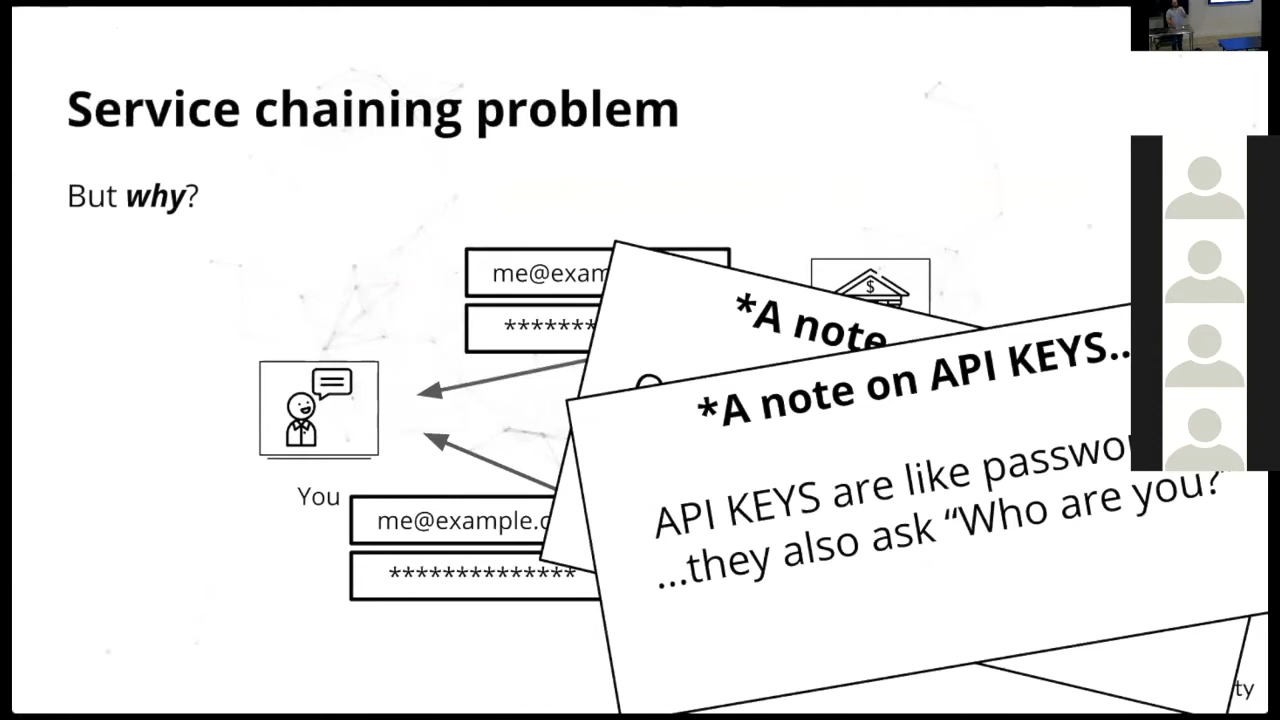 Service chaining problem
But why?
me@exam
*******
*A note
*A note on API KEYS..
API KEYS are like passwo
...they also ask “Who are you?”
You
me@example.c
**************
$
ty